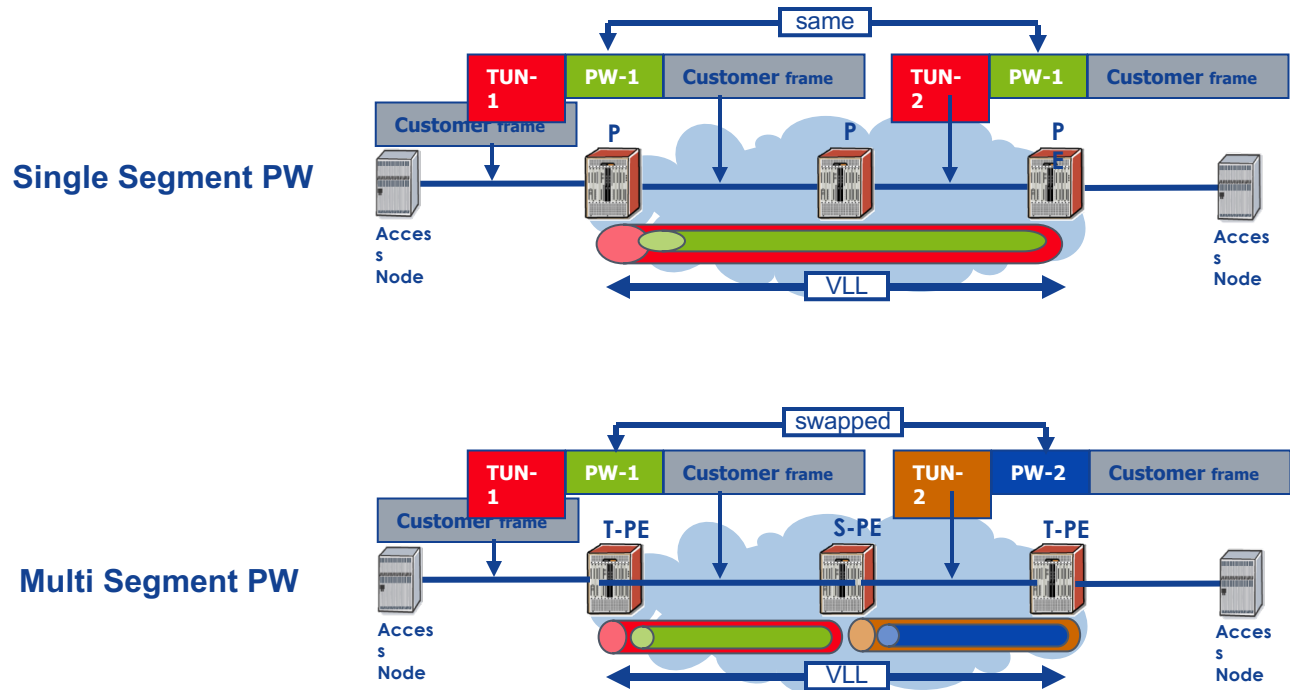 same
TUN-
1
PW-1
Customer frame
TUN-
2
PW-1
Customer frame
Customer frame
P
P
P
E
Single Segment PW
Acces
s
Node
Acces
s
Node
VLL
swapped
TUN-
1
PW-1
Customer frame
TUN-
2
PW-2
Customer frame
Customer frame
T-PE
S-PE
T-PE
Multi Segment PW
Acces
s
Node
Acces
s
Node
VLL